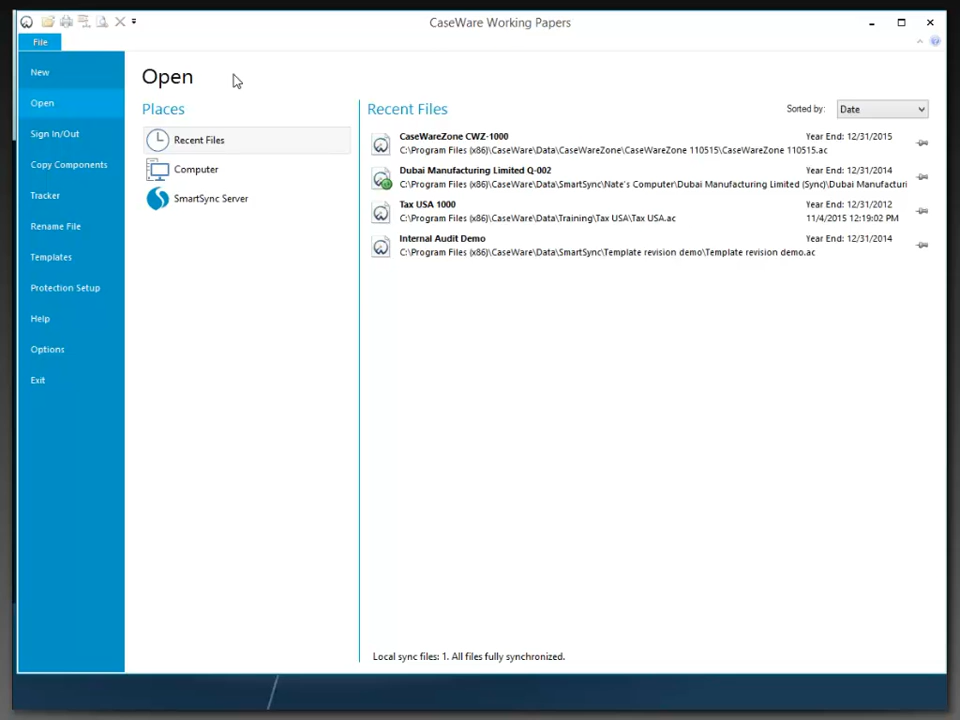 CaseWare Working Papers
File
New
Open
Sign In/Out
Copy Components
Tracker
Rename File
Templates
Protection Setup
Help
Options
Exit
Open
Places
Recent Files
Computer
SmartSync Server
Recent Files
Sorted by: Date
CaseWareZone CWZ-1000 Year End: 12/31/2015
C:\Program Files (x86)\CaseWare\Data\CaseWareZone\CaseWareZone 110515\CaseWareZone 110515.ac
Dubai Manufacturing Limited Q-002 Year End: 12/31/2014
C:\Program Files (x86)\CaseWare\Data\SmartSync\Nate's Computer\Dubai Manufacturing Limited (Sync)\Dubai Manufacturi
Tax USA 1000 Year End: 12/31/2012
C:\Program Files (x86)\CaseWare\Data\Training\Tax USA\Tax USA.ac 11/4/2015 12:19:02 PM
Internal Audit Demo Year End: 12/31/2014
C:\Program Files (x86)\CaseWare\Data\SmartSync\Template revision demo\Template revision demo.ac
Local sync files: 1. All files fully synchronized.